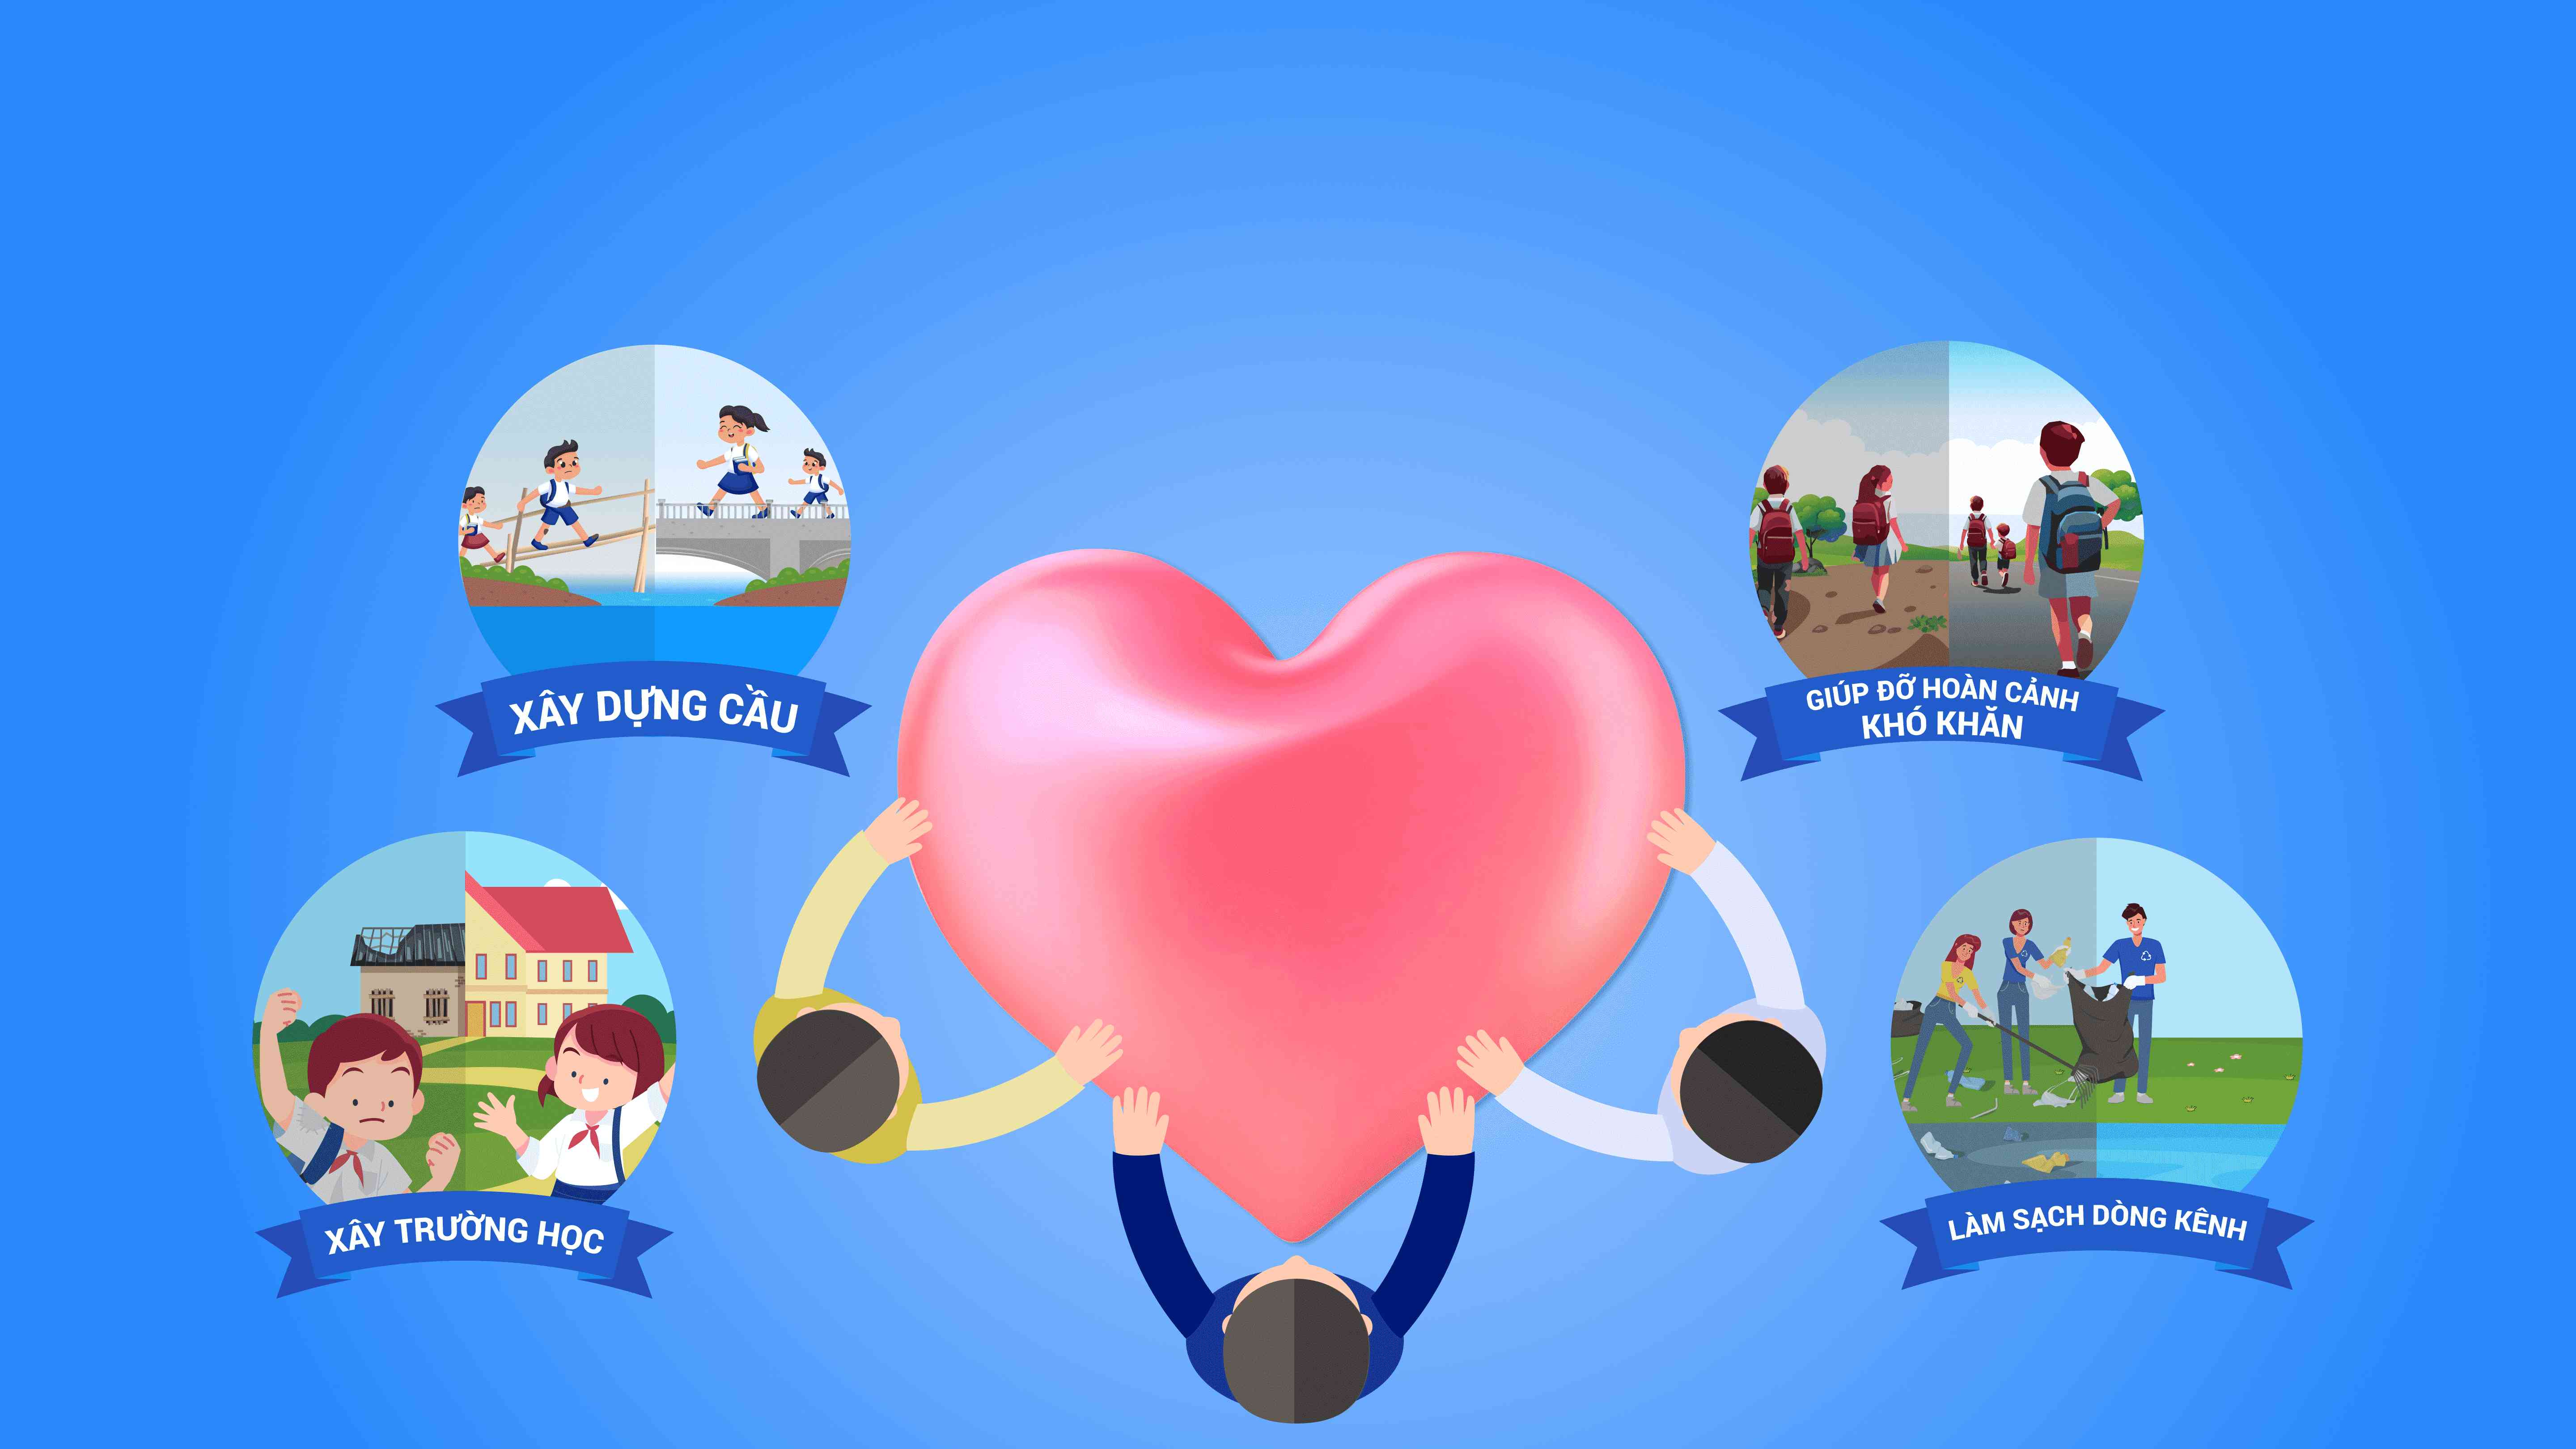 XÂY DỰNG CẦU
GIÚP ĐỠ HOÀN CẢNH
KHÓ KHĂN
XÂY TRƯỜNG HỌC
LÀM SẠCH DÒNG KÊNH